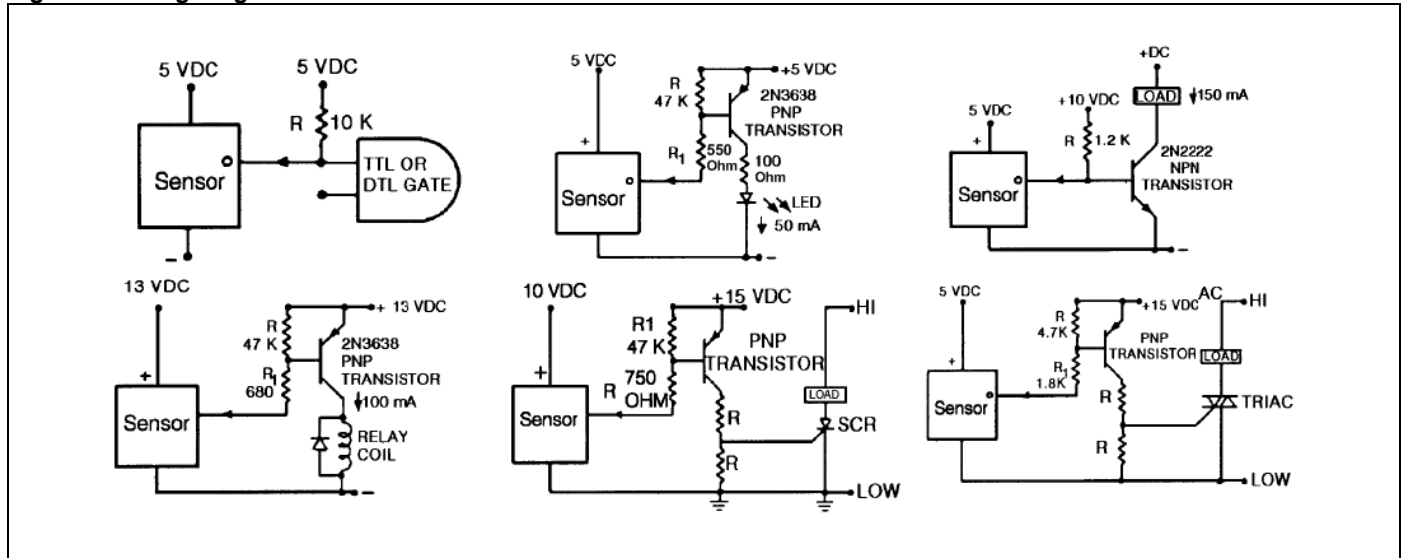 5 VDC
5 VDC
R
10 K
Sensor
TTL OR
DTL GATE
–
5 VDC
+5 VDC
R
47 K
2N3638
PNP
TRANSISTOR
+
R1
550
Ohm
100
Ohm
Sensor
LED
50 mA
–
+DC
LOAD
150 mA
+10 VDC
5 VDC
+
R
1.2 K
2N2222
NPN
TRANSISTOR
Sensor
–
13 VDC
+ 13 VDC
R
47 K
2N3638
PNP
TRANSISTOR
+
R1
680
100 mA
Sensor
RELAY
COIL
–
10 VDC
+15 VDC
HI
R1
47 K
PNP
TRANSISTOR
+
R
750
OHM
LOAD
Sensor
R
SCR
R
LOW
5 VDC
+15 VDC
AC
HI
R
4.7K
PNP
TRANSISTOR
LOAD
+
R1
1.8K
Sensor
R
TRIAC
R
LOW